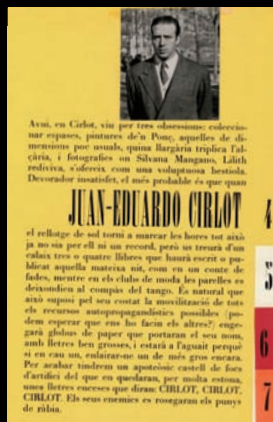 Avui, en Cirlot, viu per tres obsessions: coleccio-
nar espases, pintures d'en Ponç, aquelles de di-
mensions poc usuals, quina llargària triplica l'al-
çària, i fotografies on Silvana Mangano, Lilith
rediviva, s'ofereix com una voluptuosa bestiola.
Devorador insatisfet, el més probable és que quan
JUAN-EDUARDO CIRLOT
el rellotge de sol torni a marcar les hores tot això
ja no sia per ell ni un record, però us treurà d'un
calaix tres o quatre llibres que haurà escrit o pu-
blicat aquella mateixa nit, com en un conte de
fades, mentre en els clubs de moda les parelles es
deixondien al compàs del tango. És natural que
això suposi pel seu costat la movilització de tots
els recursos autopropagandístics possibles (po-
dem esperar que ens ho facin els altres?) enge-
garà globus de paper que portaran el seu nom,
amb lletres ben grosses, i estarà a l'aguait perquè
si en cau un, enlairar-ne un de més gros encara.
Per acabar tindrem un apoteòsic castell de focs
d'artifici del que en quedaran, per molta estona,
unes lletres enceses que diran: CIRLOT, CIRLOT,
CIRLOT. Els seus enemics es rosegaran els punys
de ràbia.
4
5
6
7